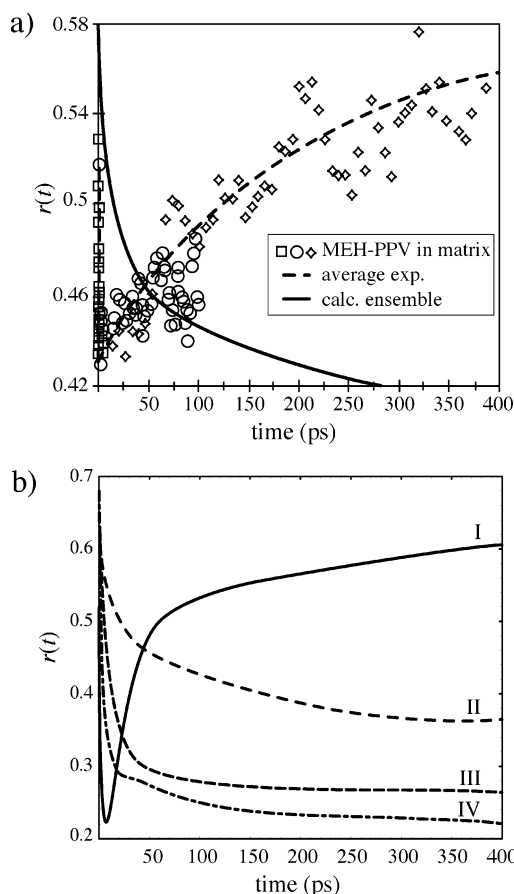 a)
0.58
0.54
0.5
0.46
0.42
r(t)
MEH-PPV in matrix
average exp.
calc. ensemble
50 100 150 200 250 300 350 400
time (ps)
b)
0.7
0.6
0.5
0.4
0.3
0.2
r(t)
I
II
III
IV
50 100 150 200 250 300 350 400
time (ps)